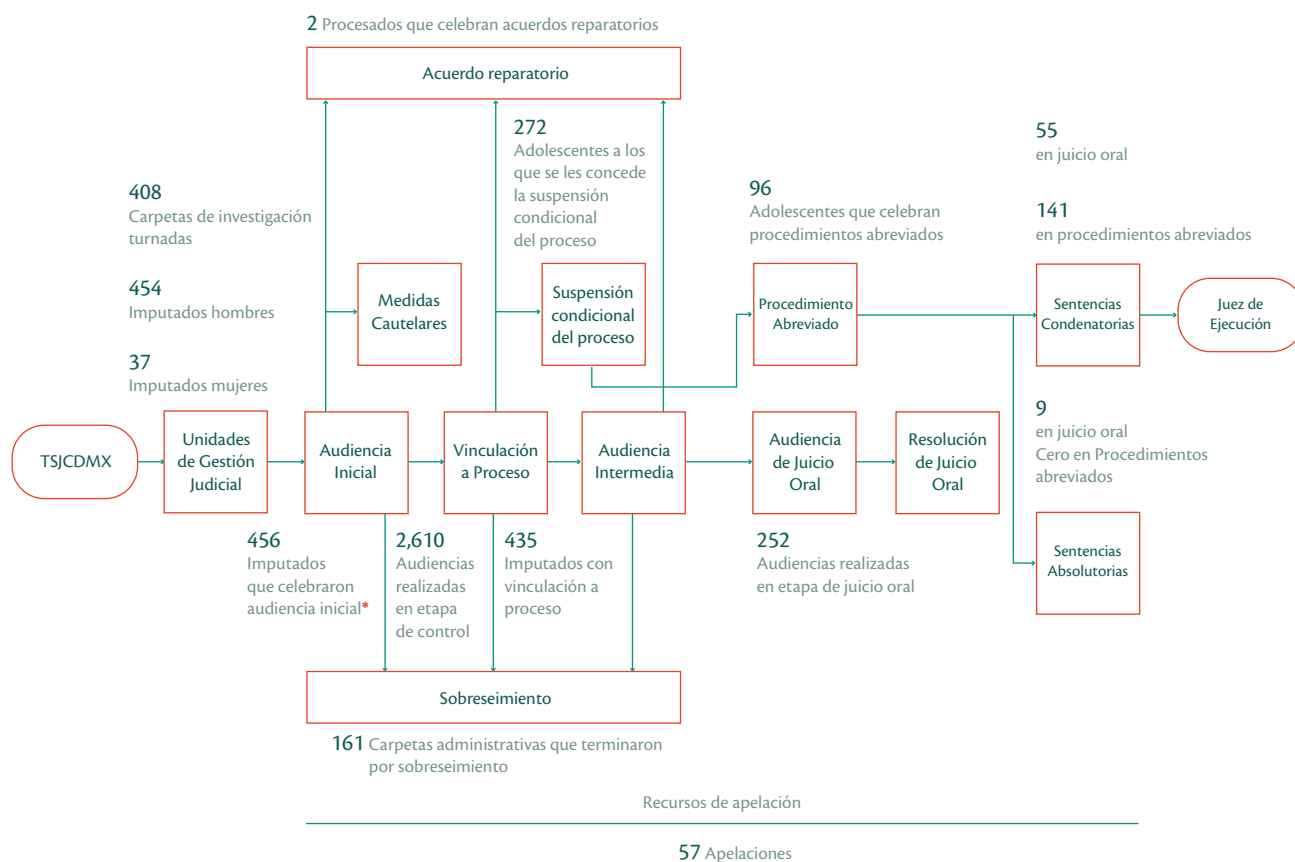 2 Procesados que celebran acuerdos reparatorios
Acuerdo reparatorio
408
Carpetas de investigación
turnadas
454
Imputados hombres
37
Imputados mujeres
272
Adolescentes a los
que se les concede
la suspensión
condicional
del proceso
96
Adolescentes que celebran
procedimientos abreviados
55
en juicio oral
141
en procedimientos abreviados
Medidas
Cautelares
Suspensión
condicional
del proceso
Procedimiento
Abreviado
Sentencias
Condenatorias
Juez de
Ejecución
TSJCDMX
Unidades
de Gestión
Judicial
Audiencia
Inicial
Vinculación
a Proceso
Audiencia
Intermedia
Audiencia
de Juicio
Oral
Resolución
de Juicio
Oral
9
en juicio oral
Cero en Procedimientos
abreviados
Sentencias
Absolutorias
456
Imputados
que celebraron
audiencia inicial*
2,610
Audiencias
realizadas
en etapa
de control
435
Imputados con
vinculación a
proceso
252
Audiencias realizadas
en etapa de juicio oral
Sobreseimiento
161 Carpetas administrativas que terminaron
por sobreseimiento
Recursos de apelación
57 Apelaciones